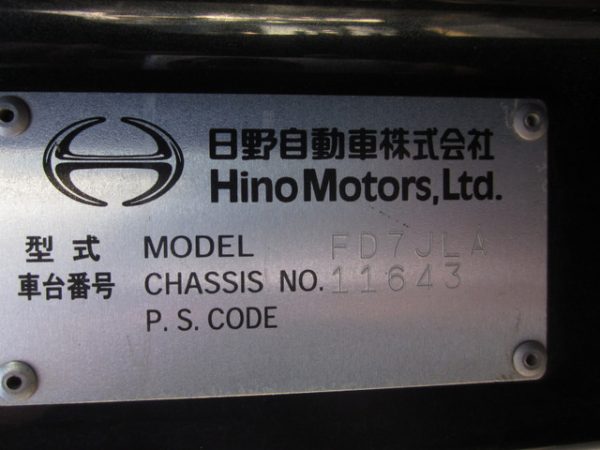 日野自動車株式会社
Hino Motors, Ltd.
型式 MODEL FD7JLA
車台番号 CHASSIS NO. 11643
P. S. CODE